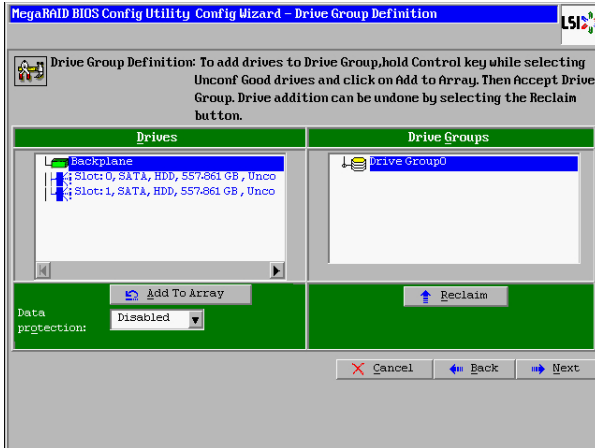 MegaRAID BIOS Config Utility Config Wizard – Drive Group Definition
LSI
Drive Group Definition: To add drives to Drive Group,hold Control key while selecting
Unconf Good drives and click on Add to Array. Then Accept Drive
Group. Drive addition can be undone by selecting the Reclaim
button.
Drives
Drive Groups
Backplane
Slot: 0, SATA, HDD, 557.861 GB, Unco
Slot: 1, SATA, HDD, 557.861 GB, Unco
Drive Group0
Add To Array
Reclaim
Data
protection:
Disabled
Cancel
Back
Next